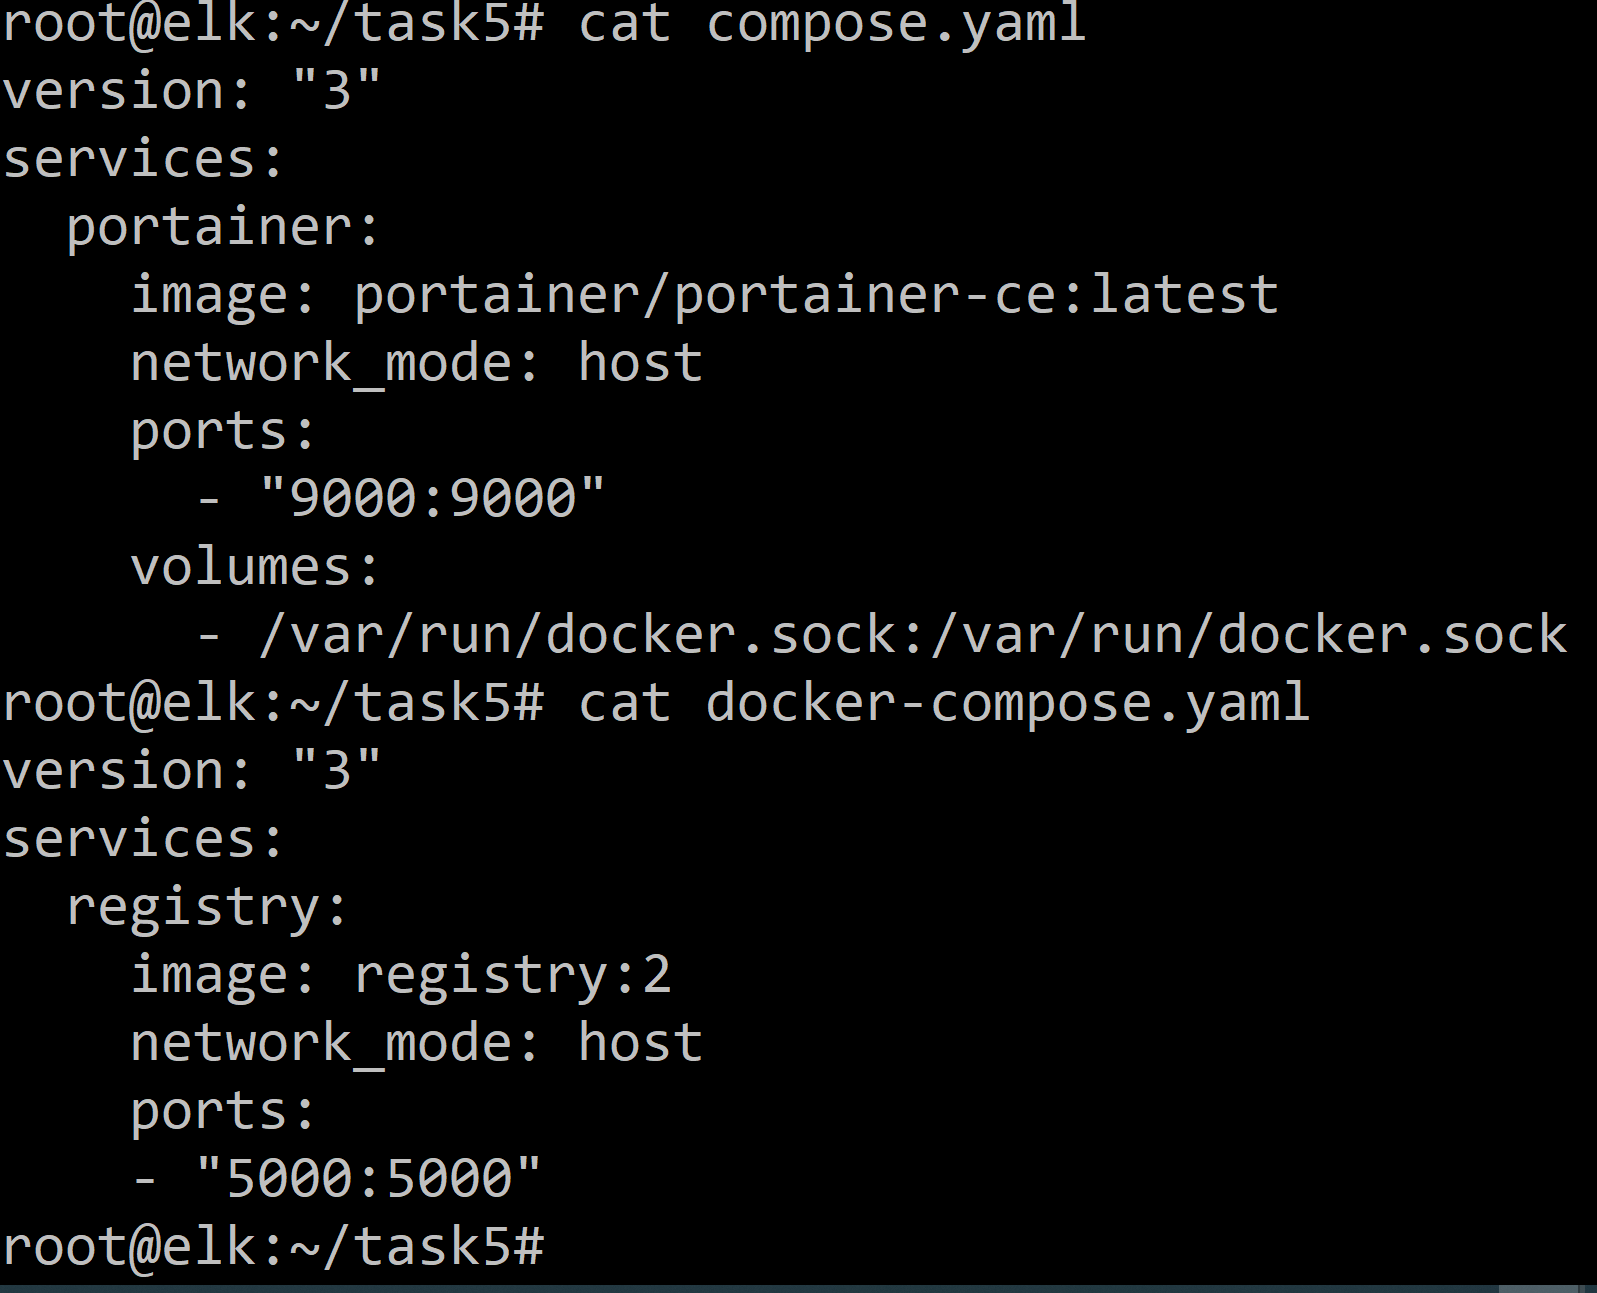 root@elk:~/task5# cat compose.yaml
version: "3"
services:
  portainer:
    image: portainer/portainer-ce:latest
    network_mode: host
    ports:
      - "9000:9000"
    volumes:
      - /var/run/docker.sock:/var/run/docker.sock
root@elk:~/task5# cat docker-compose.yaml
version: "3"
services:
  registry:
    image: registry:2
    network_mode: host
    ports:
    - "5000:5000"
root@elk:~/task5#